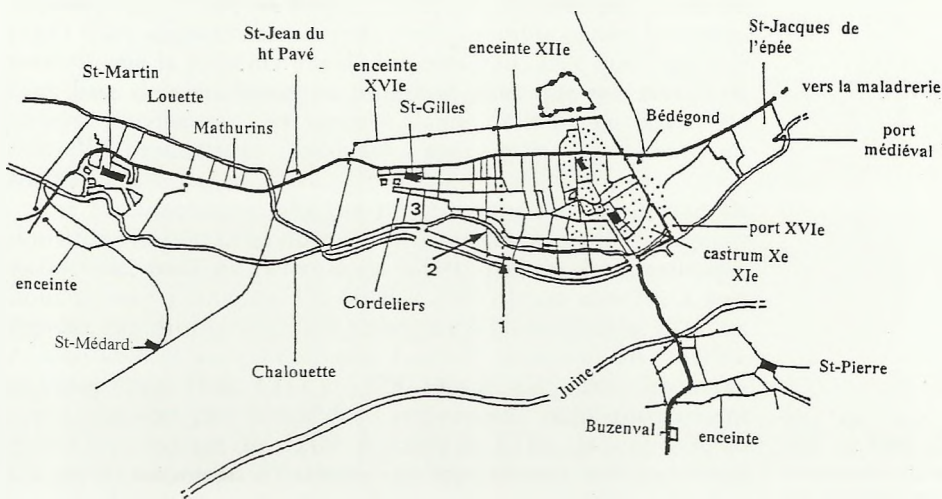 St-Jean du
ht Pavé
St-Martin
Louette
Mathurins
enceinte
XVIe
St-Gilles
enceinte XIIe
St-Jacques de
l'épée
vers la maladrerie
Bédégond
port
médiéval
3
2
1
port XVIe
castrum Xe
XIe
enceinte
St-Médard
Cordeliers
Chalouette
Juine
St-Pierre
Buzenval
enceinte